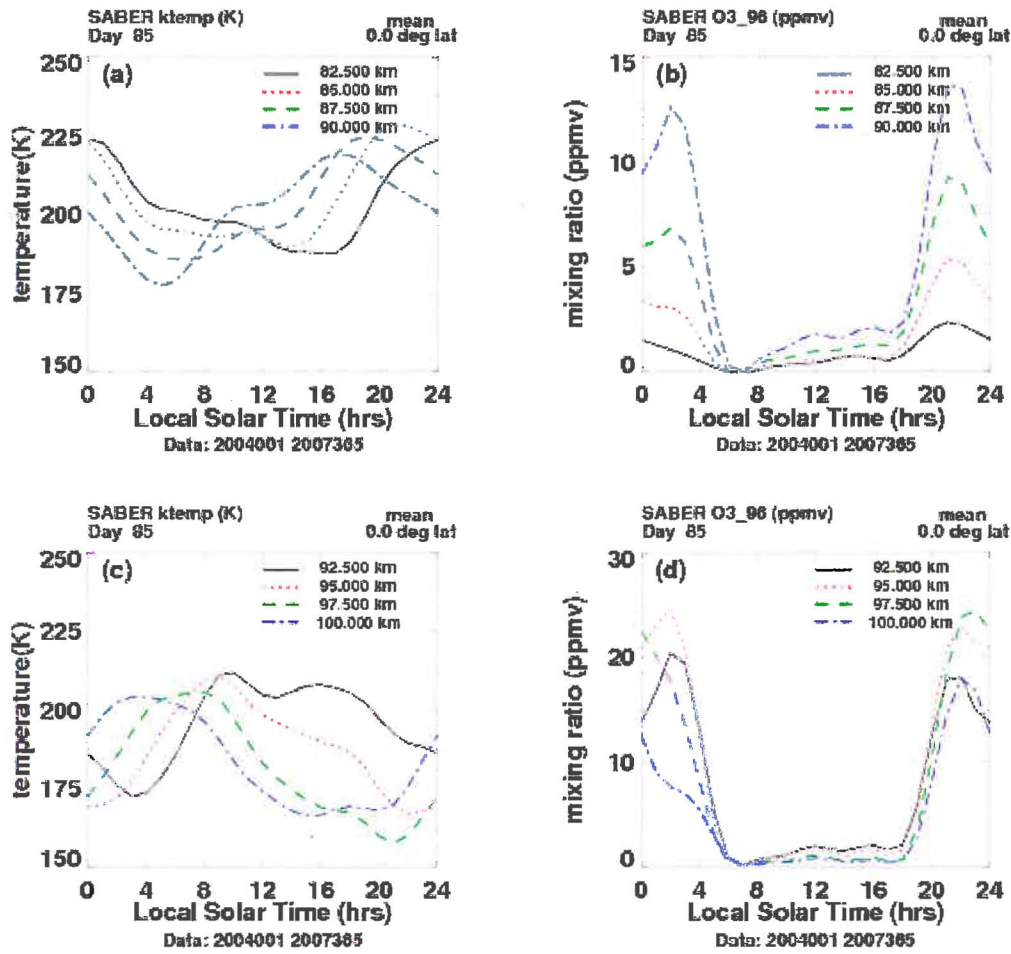 SABER ktemp (K) mean
Day 85 0.0 deg lat
(a)
82.500 km
85.000 km
87.500 km
90.000 km
temperature(K)
250
225
200
175
150
0 4 8 12 16 20 24
Local Solar Time (hrs)
Data: 2004001 2007365
SABER O3_96 (ppmv) mean
Day 85 0.0 deg lat
(b)
82.500 km
85.000 km
87.500 km
90.000 km
mixing ratio (ppmv)
15
10
5
0
0 4 8 12 16 20 24
Local Solar Time (hrs)
Data: 2004001 2007365
SABER ktemp (K) mean
Day 85 0.0 deg lat
(c)
92.500 km
95.000 km
97.500 km
100.000 km
temperature(K)
250
225
200
175
150
0 4 8 12 16 20 24
Local Solar Time (hrs)
Data: 2004001 2007365
SABER O3_96 (ppmv) mean
Day 85 0.0 deg lat
(d)
92.500 km
95.000 km
97.500 km
100.000 km
mixing ratio (ppmv)
30
20
10
0
0 4 8 12 16 20 24
Local Solar Time (hrs)
Data: 2004001 2007365